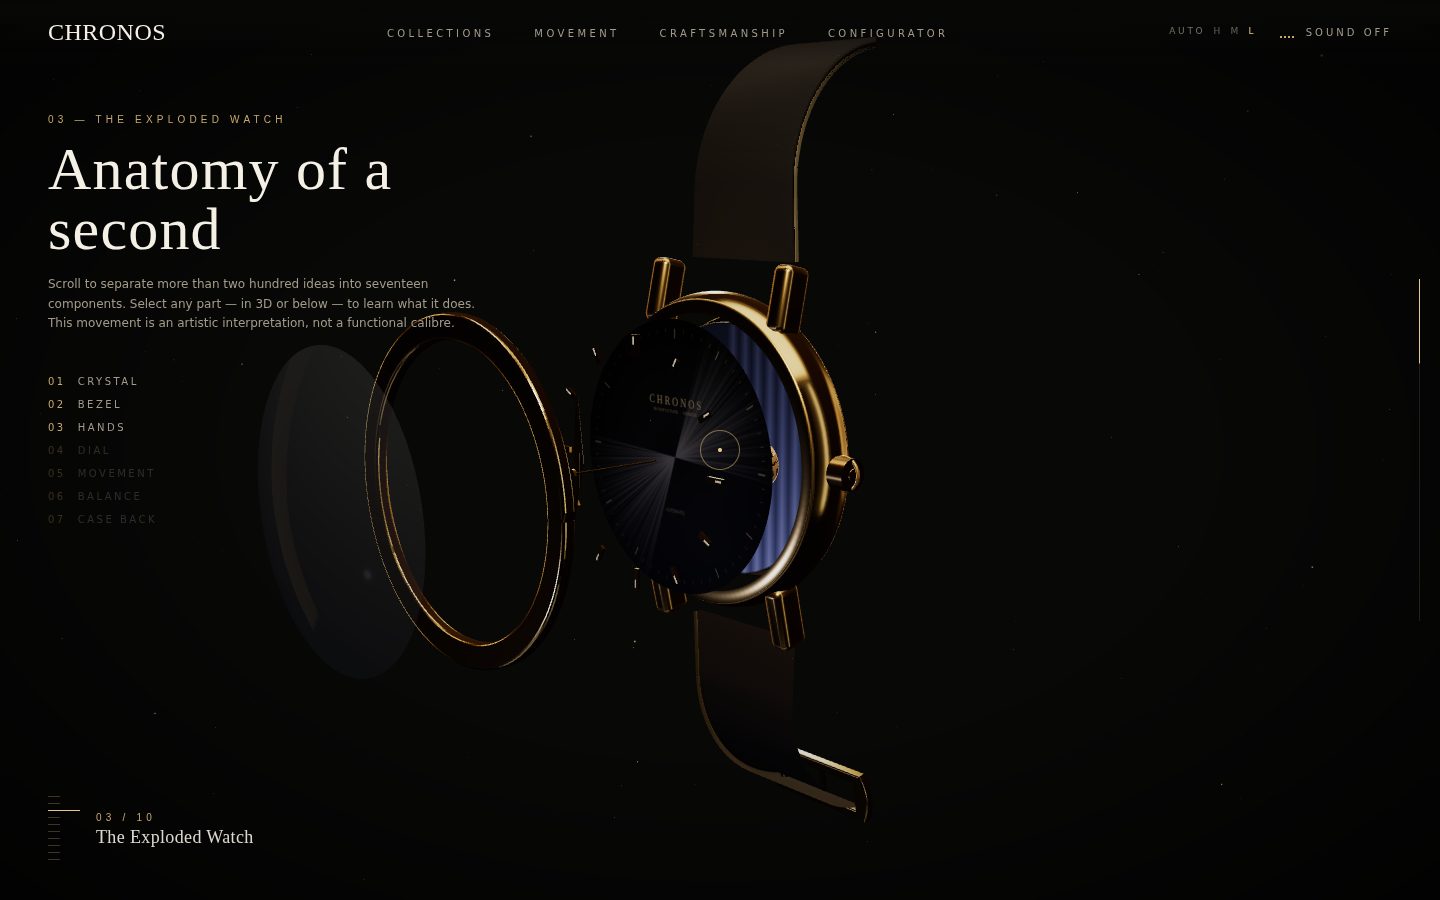 CHRONOS
COLLECTIONS
MOVEMENT
CRAFTSMANSHIP
CONFIGURATOR
AUTO H M L
SOUND OFF
03 — THE EXPLODED WATCH
Anatomy of a
second
Scroll to separate more than two hundred ideas into seventeen
components. Select any part — in 3D or below — to learn what it does.
This movement is an artistic interpretation, not a functional calibre.
01 CRYSTAL
02 BEZEL
03 HANDS
04 DIAL
05 MOVEMENT
06 BALANCE
07 CASE BACK
CHRONOS
03 / 10
The Exploded Watch